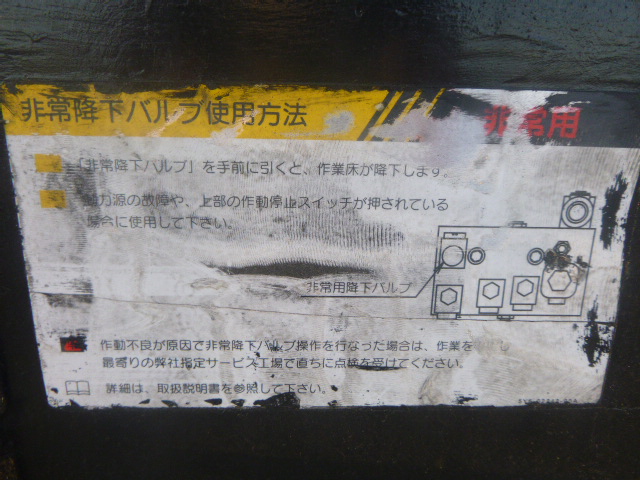 非常降下バルブ使用方法
非常用
「非常降下バルブ」を手前に引くと、作業床が降下します。
力源の故障や、上部の作動停止スイッチが押されている
場合に使用して下さい。
非常用降下バルブ
作動不良が原因で非常降下バルブ操作を行なった場合は、作業を
最寄りの弊社指定サービス工場で直ちに点検を受けてください。
詳細は、取扱説明書を参照して下さい。